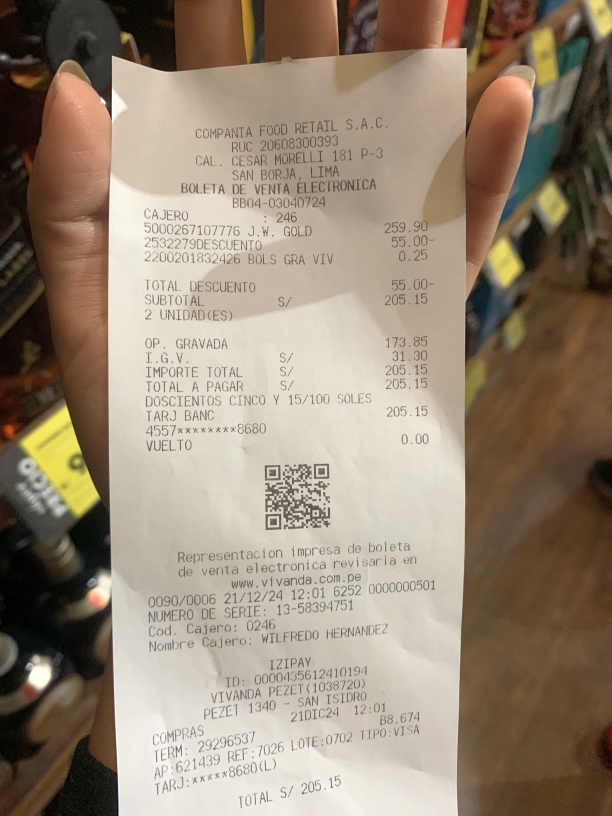 COMPANIA FOOD RETAIL S.A.C.
RUC 20608300393
CAL. CESAR MORELLI 181 P-3
SAN BORJA, LIMA
BOLETA DE VENTA ELECTRONICA
BB04-03040724
CAJERO : 246
5000267107776 J.W. GOLD 259.90
2532279DESCUENTO 55.00-
2200201832426 BOLS GRA VIV 0.25
TOTAL DESCUENTO 55.00-
SUBTOTAL S/ 205.15
2 UNIDAD(ES)
OP. GRAVADA 173.85
I.G.V. S/ 31.30
IMPORTE TOTAL S/ 205.15
TOTAL A PAGAR S/ 205.15
DOSCIENTOS CINCO Y 15/100 SOLES
TARJ BANC 205.15
4557********8680
VUELTO 0.00
Representacion impresa de boleta
de venta electronica revisarla en
www.vivanda.com.pe
0090/0006 21/12/24 12:01 6252 0000000501
NUMERO DE SERIE: 13-58394751
Cod. Cajero: 0246
Nombre Cajero: WILFREDO HERNANDEZ
IZIPAY
ID: 0000435612410194
VIVANDA PEZET(1038720)
PEZET 1340 - SAN ISIDRO
21DIC24 12:01
COMPRAS B8.674
TERM: 29296537
AP:621439 REF:7026 LOTE:0702 TIPO:VISA
TARJ:*****8680(L)
TOTAL S/ 205.15
PRECIO